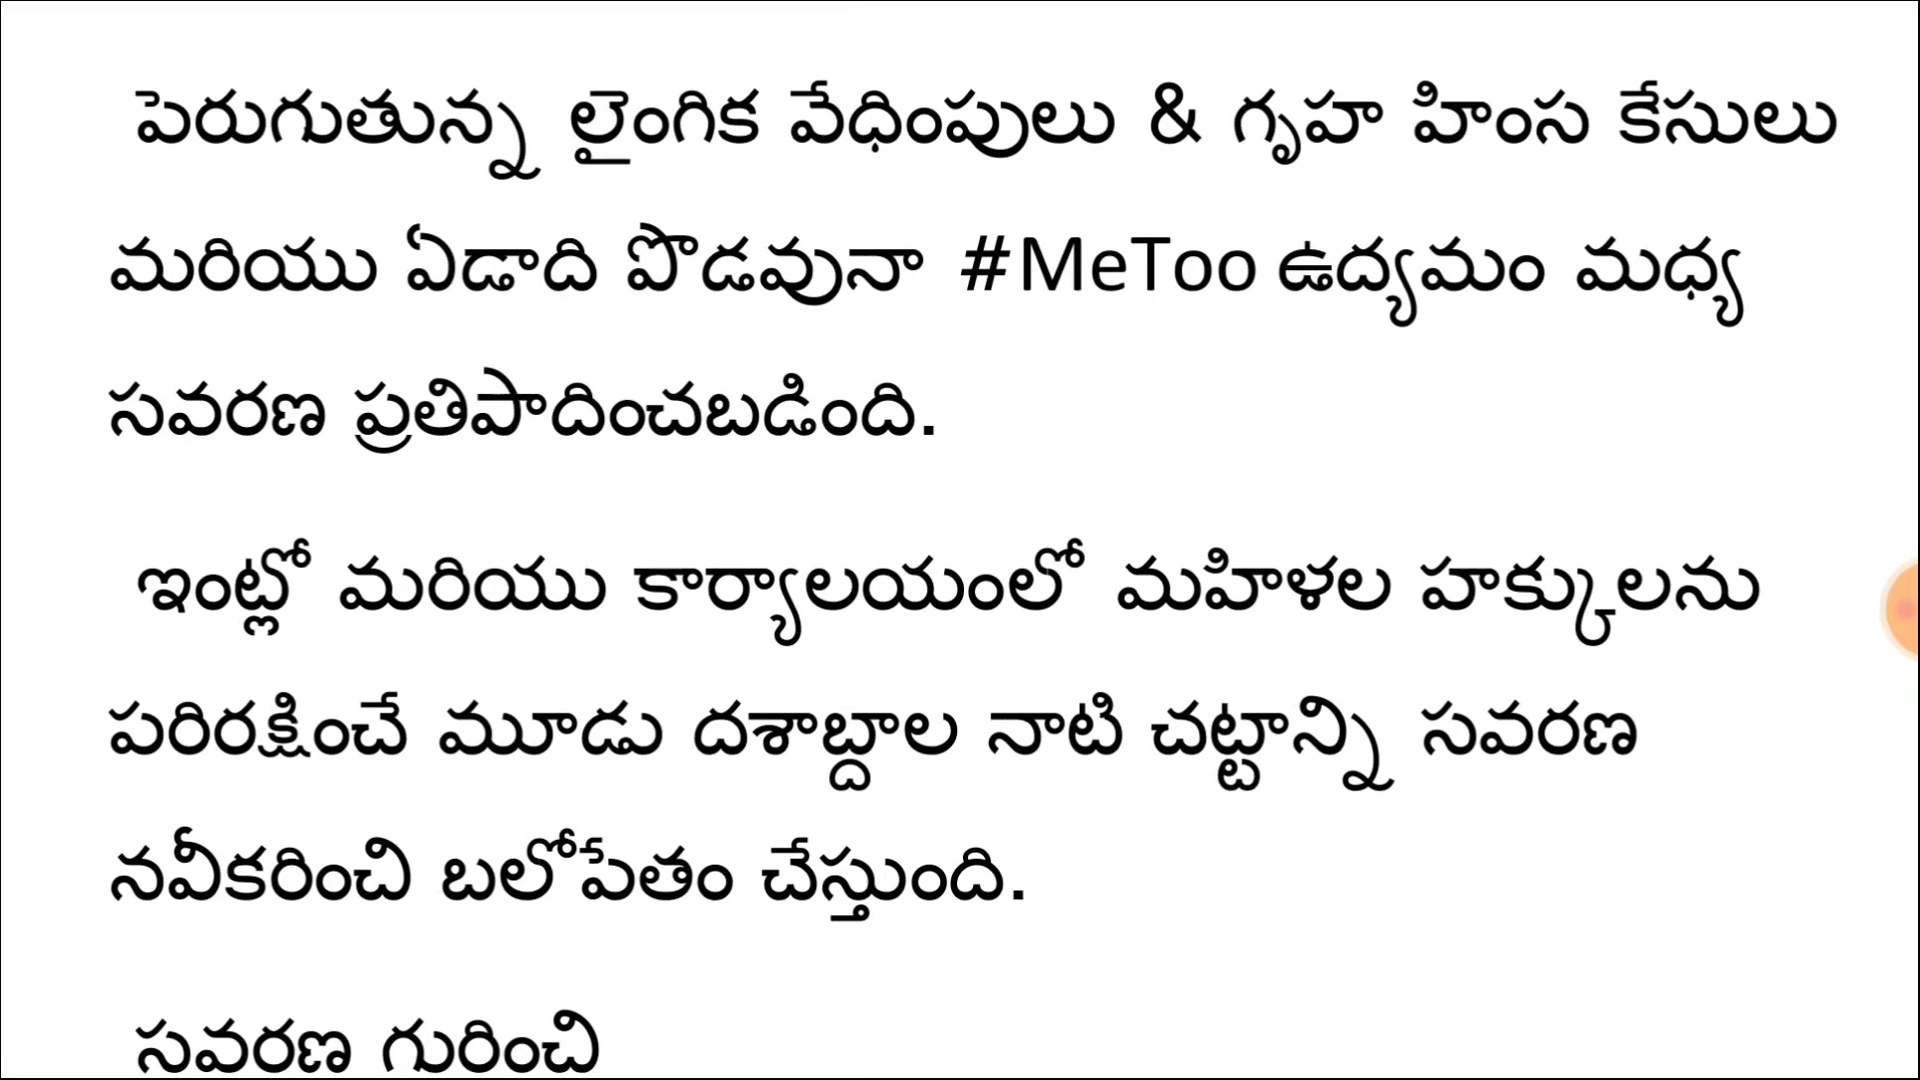 పెరుగుతున్న లైంగిక వేధింపులు & గృహ హింస కేసులు
మరియు ఏడాది పొడవునా #MeToo ఉద్యమం మధ్య
సవరణ ప్రతిపాదించబడింది.
ఇంట్లో మరియు కార్యాలయంలో మహిళల హక్కులను
పరిరక్షించే మూడు దశాబ్దాల నాటి చట్టాన్ని సవరణ
నవీకరించి బలోపేతం చేస్తుంది.
సవరణ గురించి